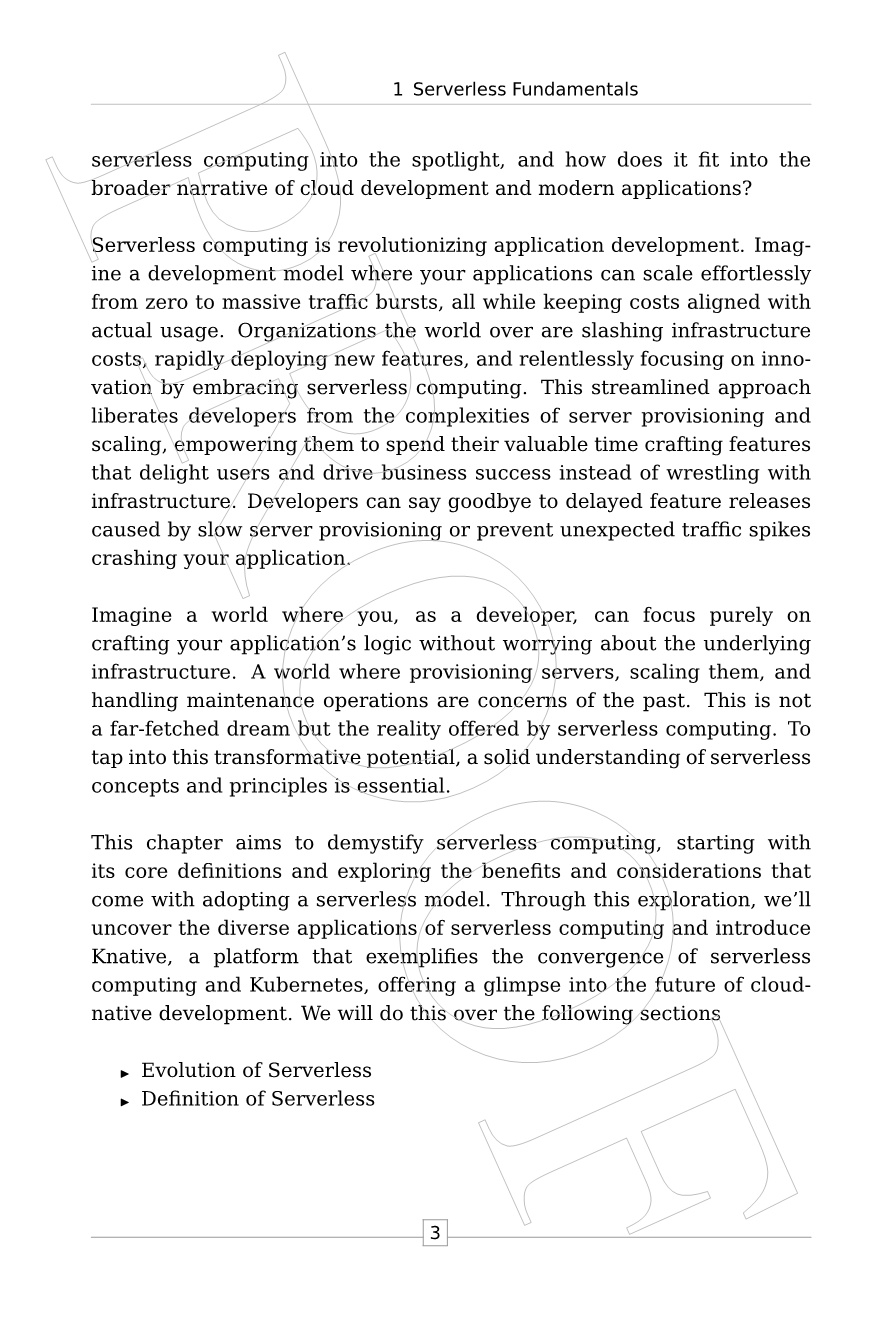 1 Serverless Fundamentals
serverless computing into the spotlight, and how does it fit into the
broader narrative of cloud development and modern applications?
Serverless computing is revolutionizing application development. Imag-
ine a development model where your applications can scale effortlessly
from zero to massive traffic bursts, all while keeping costs aligned with
actual usage. Organizations the world over are slashing infrastructure
costs, rapidly deploying new features, and relentlessly focusing on inno-
vation by embracing serverless computing. This streamlined approach
liberates developers from the complexities of server provisioning and
scaling, empowering them to spend their valuable time crafting features
that delight users and drive business success instead of wrestling with
infrastructure. Developers can say goodbye to delayed feature releases
caused by slow server provisioning or prevent unexpected traffic spikes
crashing your application.
Imagine a world where you, as a developer, can focus purely on
crafting your application’s logic without worrying about the underlying
infrastructure. A world where provisioning servers, scaling them, and
handling maintenance operations are concerns of the past. This is not
a far-fetched dream but the reality offered by serverless computing. To
tap into this transformative potential, a solid understanding of serverless
concepts and principles is essential.
This chapter aims to demystify serverless computing, starting with
its core definitions and exploring the benefits and considerations that
come with adopting a serverless model. Through this exploration, we’ll
uncover the diverse applications of serverless computing and introduce
Knative, a platform that exemplifies the convergence of serverless
computing and Kubernetes, offering a glimpse into the future of cloud-
native development. We will do this over the following sections
▸ Evolution of Serverless
▸ Definition of Serverless
3
PROOF